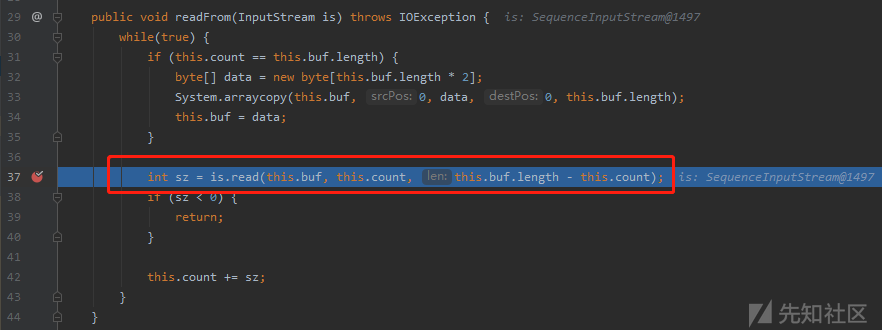 29 @ public void readFrom(InputStream is) throws IOException { is: SequenceInputStream@1497
30 while(true) {
31 if (this.count == this.buf.length) {
32 byte[] data = new byte[this.buf.length * 2];
33 System.arraycopy(this.buf, srcPos: 0, data, destPos: 0, this.buf.length);
34 this.buf = data;
35 }
36
37 int sz = is.read(this.buf, this.count, len: this.buf.length - this.count); is: SequenceInputStream@1497
38 if (sz < 0) {
39 return;
40 }
41
42 this.count += sz;
43 }
44 }
先知社区